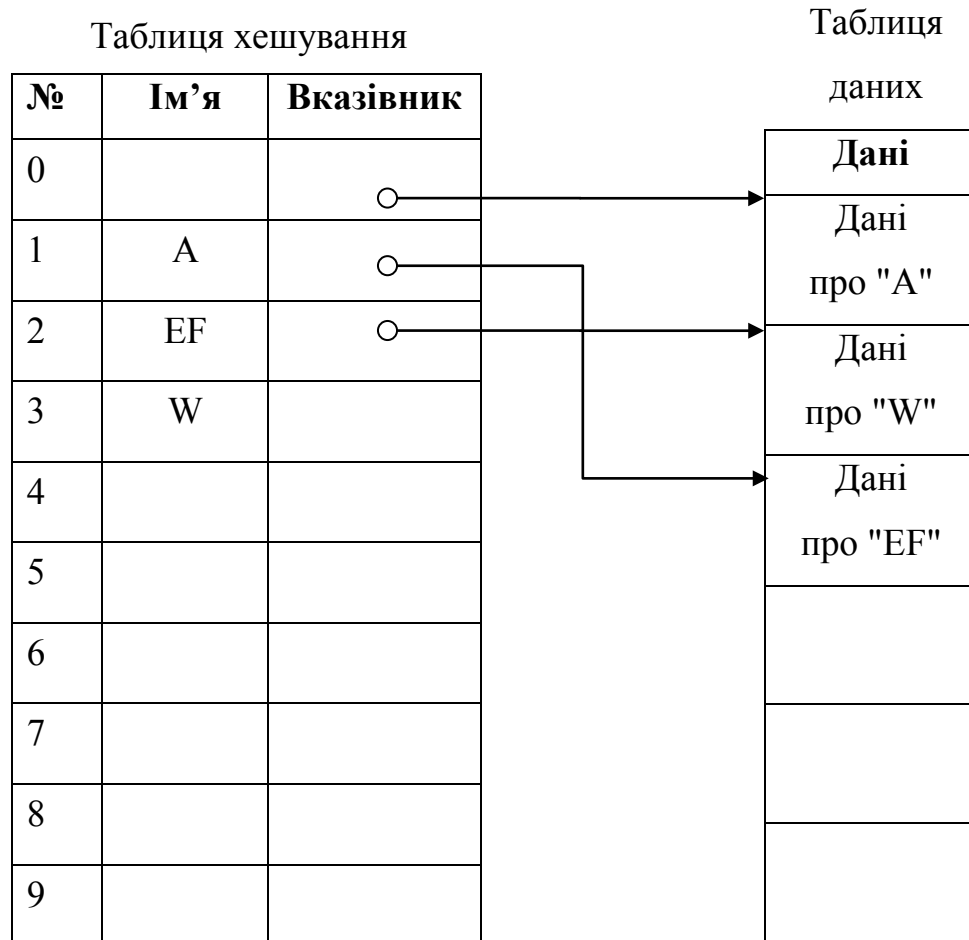 Таблиця хешування
№ Ім’я Вказівник
0
1 A
2 EF
3 W
4
5
6
7
8
9
Таблиця
даних
Дані
Дані
про "A"
Дані
про "W"
Дані
про "EF"